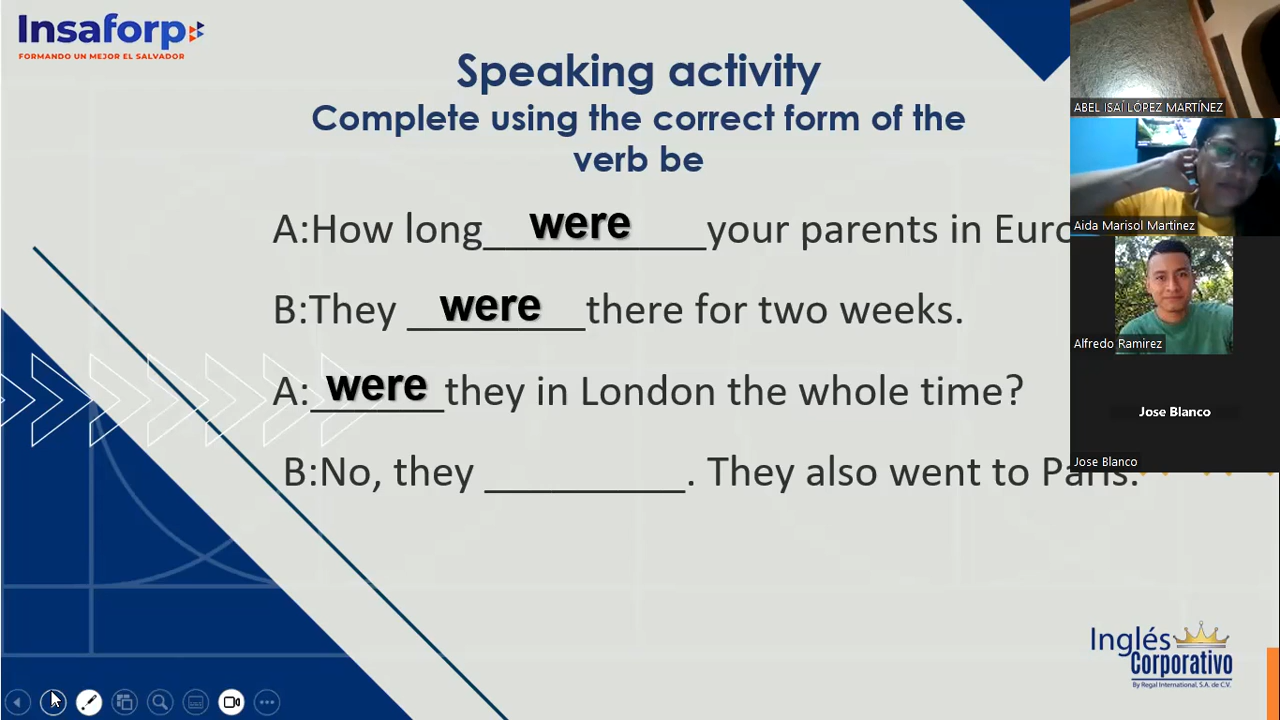 Insaforp
FORMANDO UN MEJOR EL SALVADOR
Speaking activity
Complete using the correct form of the
verb be
A:How long were your parents in Euro
B:They were there for two weeks.
A: were they in London the whole time?
B:No, they __________. They also went to Paris.
ABEL ISAÍ LÓPEZ MARTÍNEZ
Aida Marisol Martinez
Alfredo Ramirez
Jose Blanco
Jose Blanco
Inglés
Corporativo
By Regal International, S.A. de C.V.